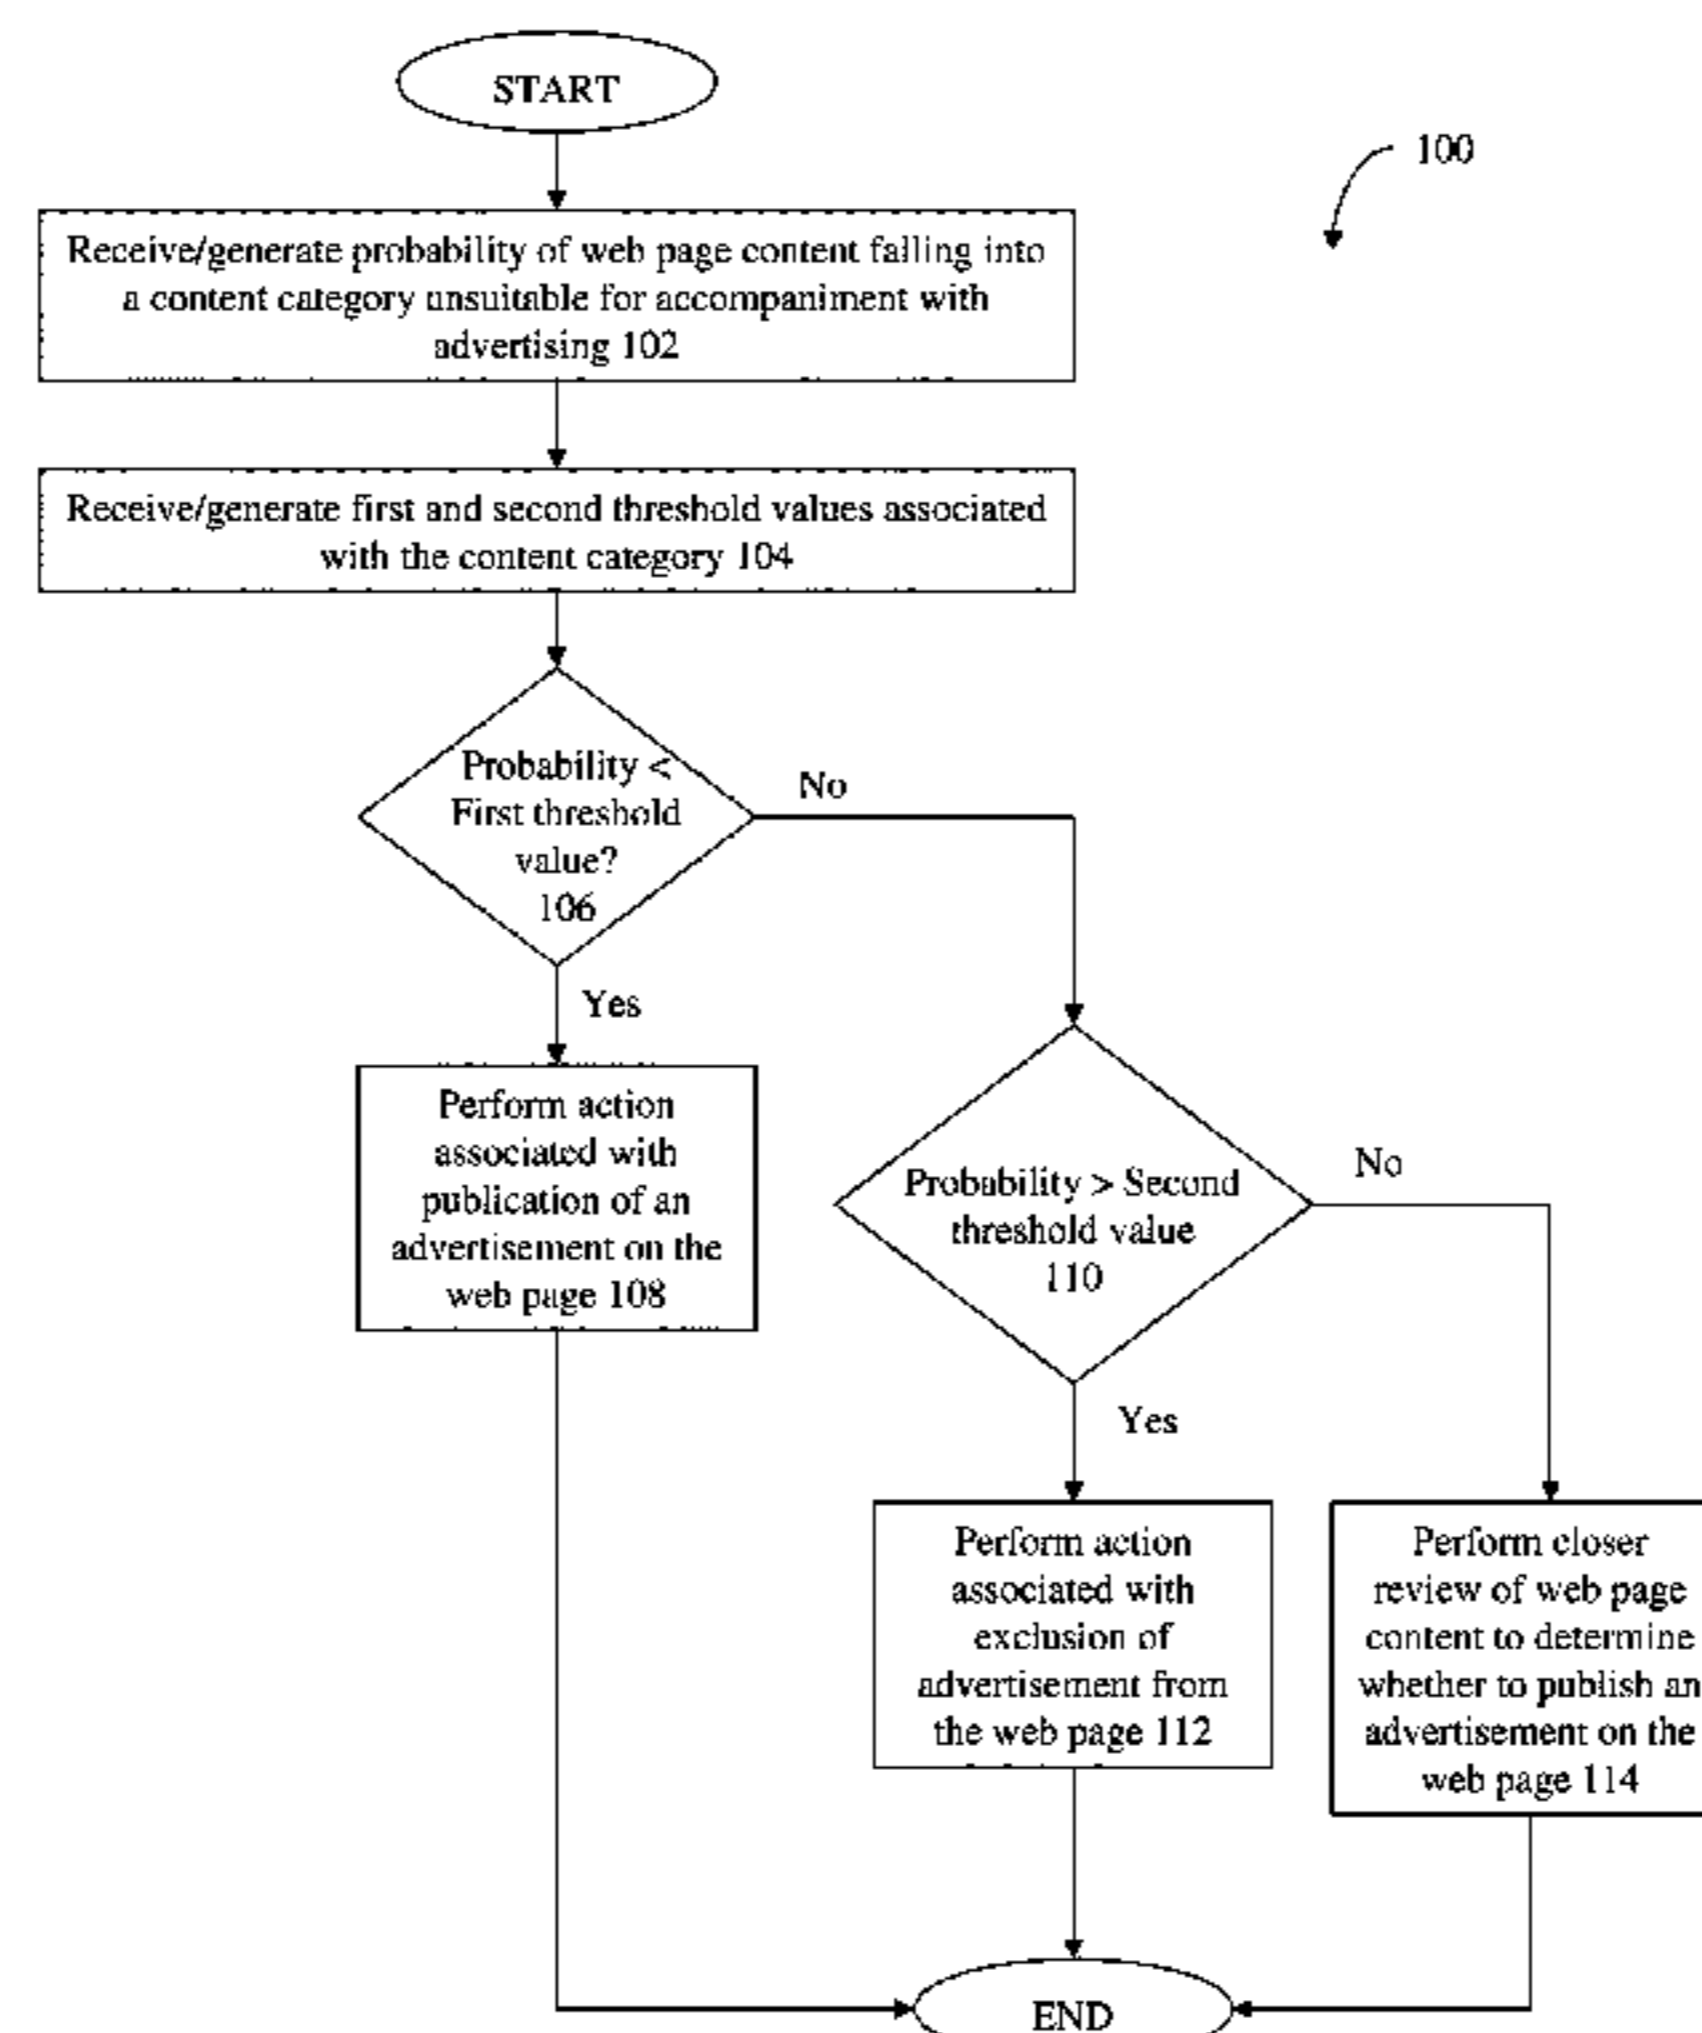 START
100
Receive/generate probability of web page content falling into
a content category unsuitable for accompaniment with
advertising 102
Receive/generate first and second threshold values associated
with the content category 104
Probability <
First threshold
value?
106
No
Yes
Perform action
associated with
publication of an
advertisement on the
web page 108
Probability > Second
threshold value
110
No
Yes
Perform action
associated with
exclusion of
advertisement from
the web page 112
Perform closer
review of web page
content to determine
whether to publish an
advertisement on the
web page 114
END